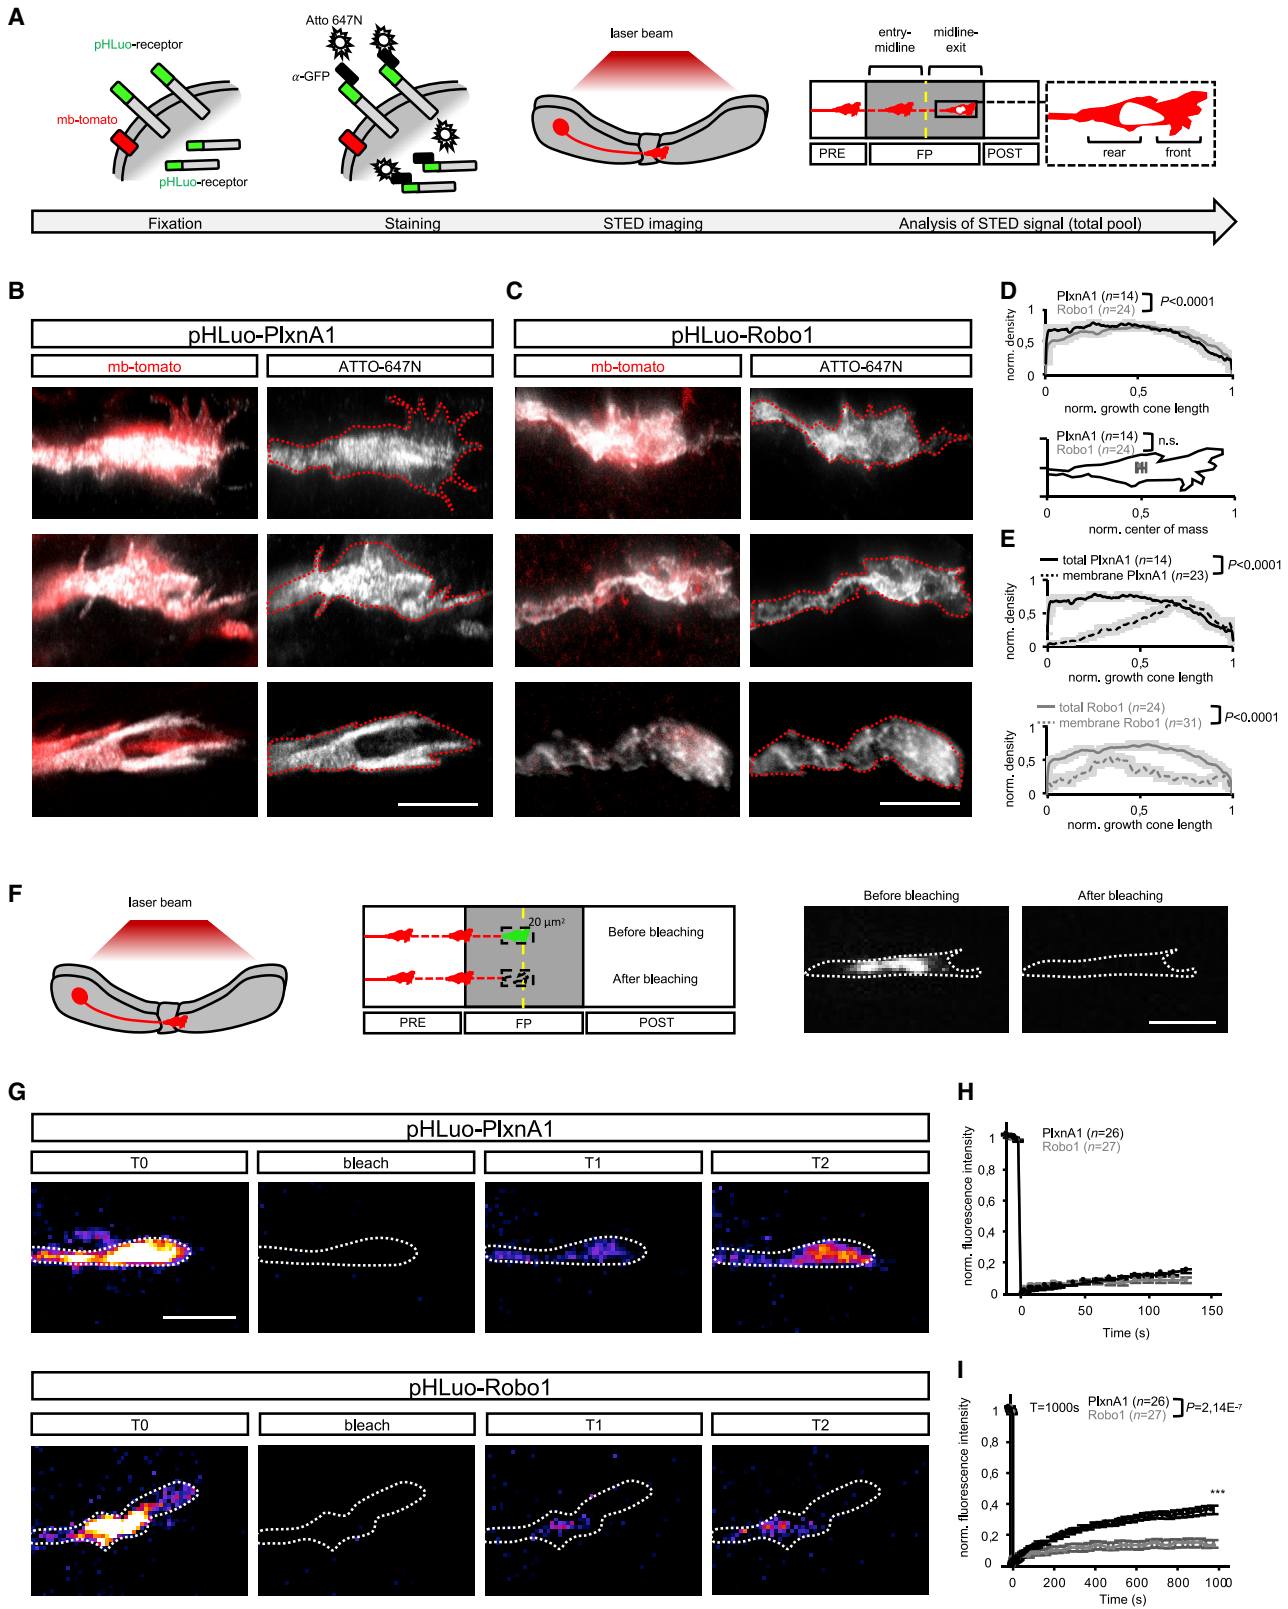 A
pHLuo-receptor
mb-tomato
pHLuo-receptor
Atto 647N
α-GFP
laser beam
entry-
midline
midline-
exit
PRE
FP
POST
rear
front
Fixation
Staining
STED imaging
Analysis of STED signal (total pool)
B
pHLuo-PlxnA1
mb-tomato
ATTO-647N
C
pHLuo-Robo1
mb-tomato
ATTO-647N
D
PlxnA1 (n=14)
Robo1 (n=24)
P<0.0001
norm. density
1
0,5
0
0
0,5
1
norm. growth cone length
PlxnA1 (n=14)
Robo1 (n=24)
n.s.
0
0,5
1
norm. center of mass
E
total PlxnA1 (n=14)
membrane PlxnA1 (n=23)
P<0.0001
norm. density
1
0,5
0
0
0,5
1
norm. growth cone length
total Robo1 (n=24)
membrane Robo1 (n=31)
P<0.0001
norm. density
1
0,5
0
0
0,5
1
norm. growth cone length
F
laser beam
20 µm²
Before bleaching
After bleaching
PRE
FP
POST
Before bleaching
After bleaching
G
pHLuo-PlxnA1
T0
bleach
T1
T2
pHLuo-Robo1
T0
bleach
T1
T2
H
PlxnA1 (n=26)
Robo1 (n=27)
norm. fluorescence intensity
1
0,8
0,6
0,4
0,2
0
0
50
100
150
Time (s)
I
T=1000s
PlxnA1 (n=26)
Robo1 (n=27)
P=2,14E-7
***
norm. fluorescence intensity
1
0,8
0,6
0,4
0,2
0
0
200
400
600
800
1000
Time (s)